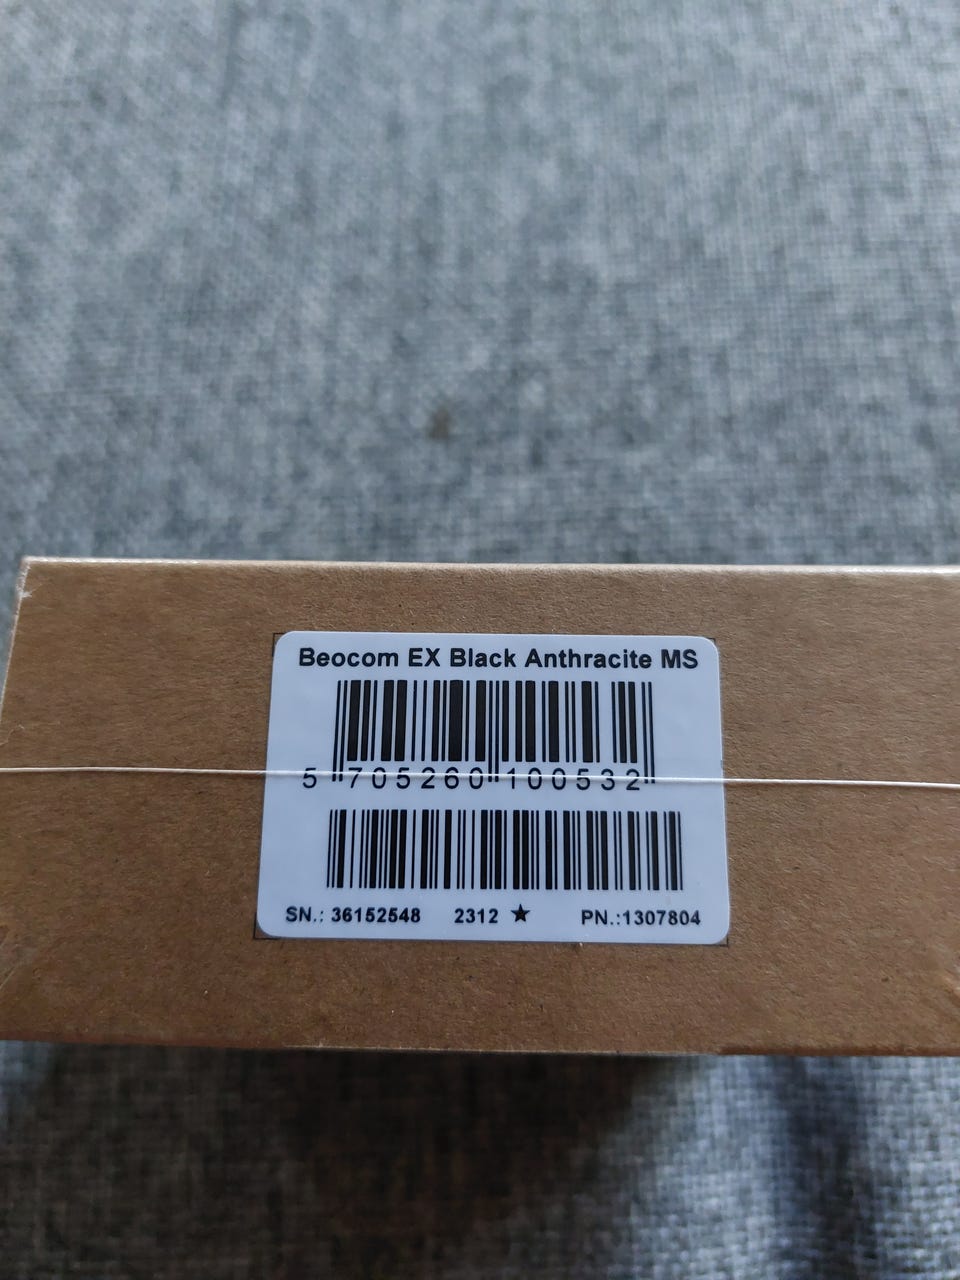 Beocom EX Black Anthracite MS
5 705260 100532
SN.: 36152548 2312 ★ PN.:1307804